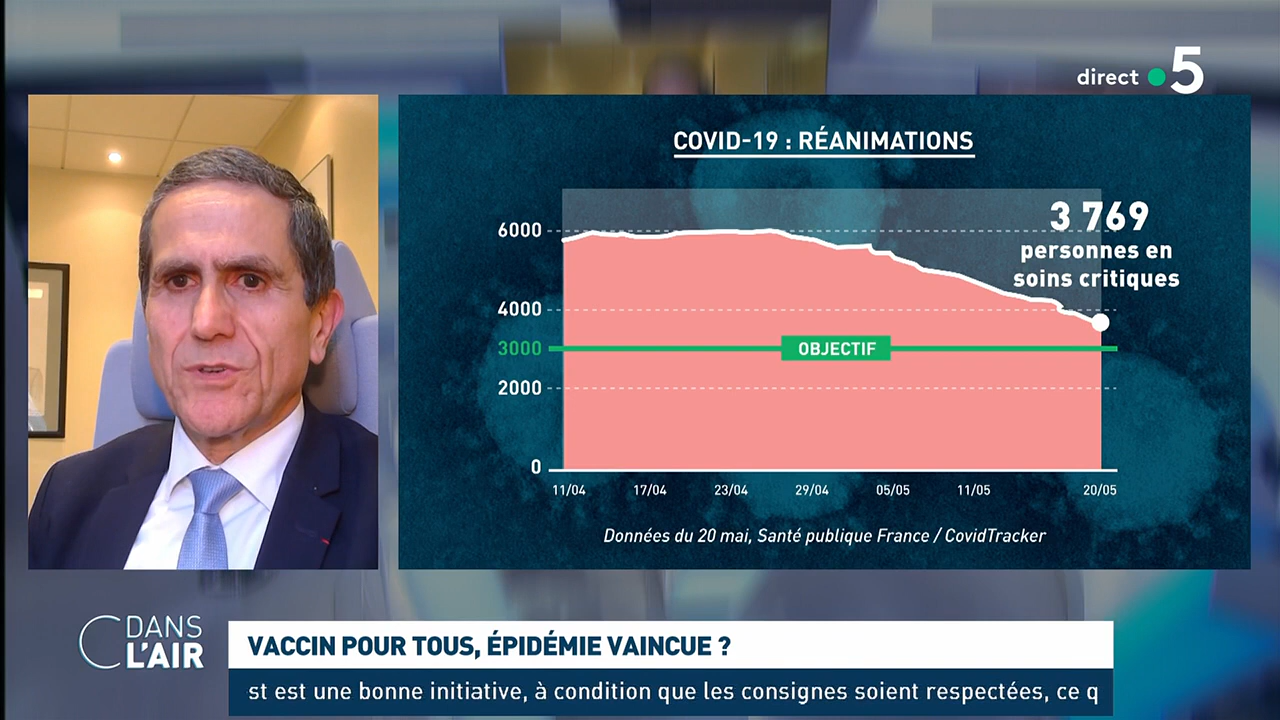 direct 5
COVID-19 : RÉANIMATIONS
6000
4000
3000
2000
0
3 769
personnes en
soins critiques
OBJECTIF
11/04 17/04 23/04 29/04 05/05 11/05 20/05
Données du 20 mai, Santé publique France / CovidTracker
C DANS
L'AIR
VACCIN POUR TOUS, ÉPIDÉMIE VAINCUE ?
st est une bonne initiative, à condition que les consignes soient respectées, ce q